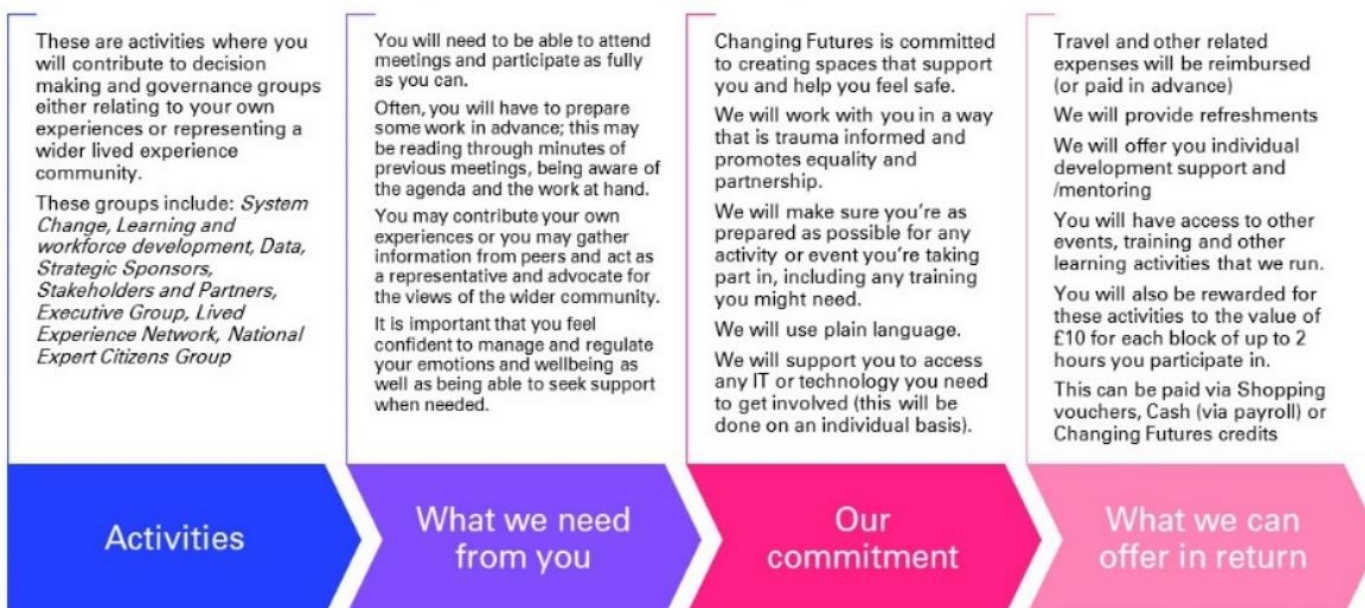 These are activities where you
will contribute to decision
making and governance groups
either relating to your own
experiences or representing a
wider lived experience
community.
These groups include: System
Change, Learning and
workforce development, Data,
Strategic Sponsors,
Stakeholders and Partners,
Executive Group, Lived
Experience Network, National
Expert Citizens Group
Activities
You will need to be able to attend
meetings and participate as fully
as you can.
Often, you will have to prepare
some work in advance; this may
be reading through minutes of
previous meetings, being aware of
the agenda and the work at hand.
You may contribute your own
experiences or you may gather
information from peers and act as
a representative and advocate for
the views of the wider community.
It is important that you feel
confident to manage and regulate
your emotions and wellbeing as
well as being able to seek support
when needed.
What we need
from you
Changing Futures is committed
to creating spaces that support
you and help you feel safe.
We will work with you in a way
that is trauma informed and
promotes equality and
partnership.
We will make sure you're as
prepared as possible for any
activity or event you're taking
part in, including any training
you might need.
We will use plain language.
We will support you to access
any IT or technology you need
to get involved (this will be
done on an individual basis).
Our
commitment
Travel and other related
expenses will be reimbursed
(or paid in advance)
We will provide refreshments
We will offer you individual
development support and
/mentoring
You will have access to other
events, training and other
learning activities that we run.
You will also be rewarded for
these activities to the value of
£10 for each block of up to 2
hours you participate in.
This can be paid via Shopping
vouchers, Cash (via payroll) or
Changing Futures credits
What we can
offer in return